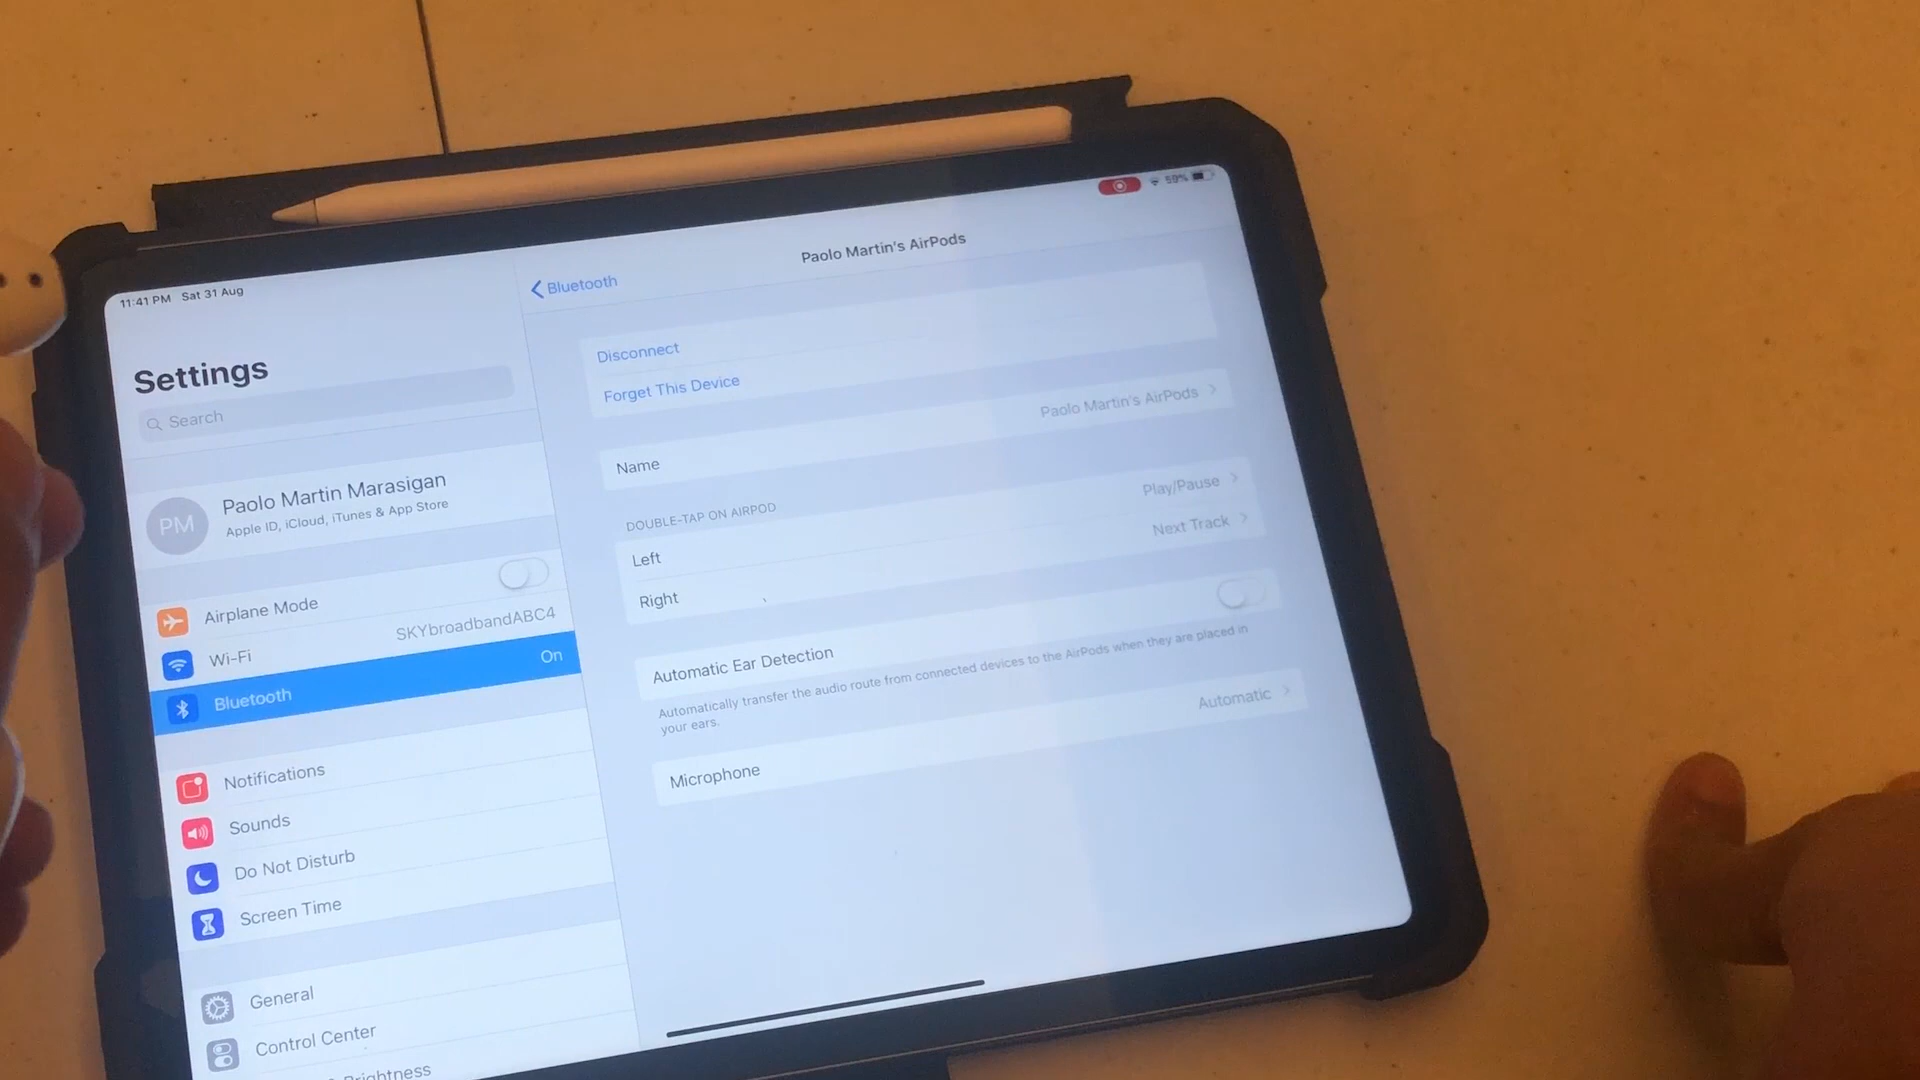 11:41 PM Sat 31 Aug
59%
Settings
Search
PM
Paolo Martin Marasigan
Apple ID, iCloud, iTunes & App Store
Airplane Mode
Wi-Fi SKYbroadbandABC4
Bluetooth On
Notifications
Sounds
Do Not Disturb
Screen Time
General
Control Center
Brightness
Bluetooth
Paolo Martin's AirPods
Disconnect
Forget This Device
Name Paolo Martin's AirPods
DOUBLE-TAP ON AIRPOD
Left Play/Pause
Right Next Track
Automatic Ear Detection
Automatically transfer the audio route from connected devices to the AirPods when they are placed in
your ears.
Microphone Automatic